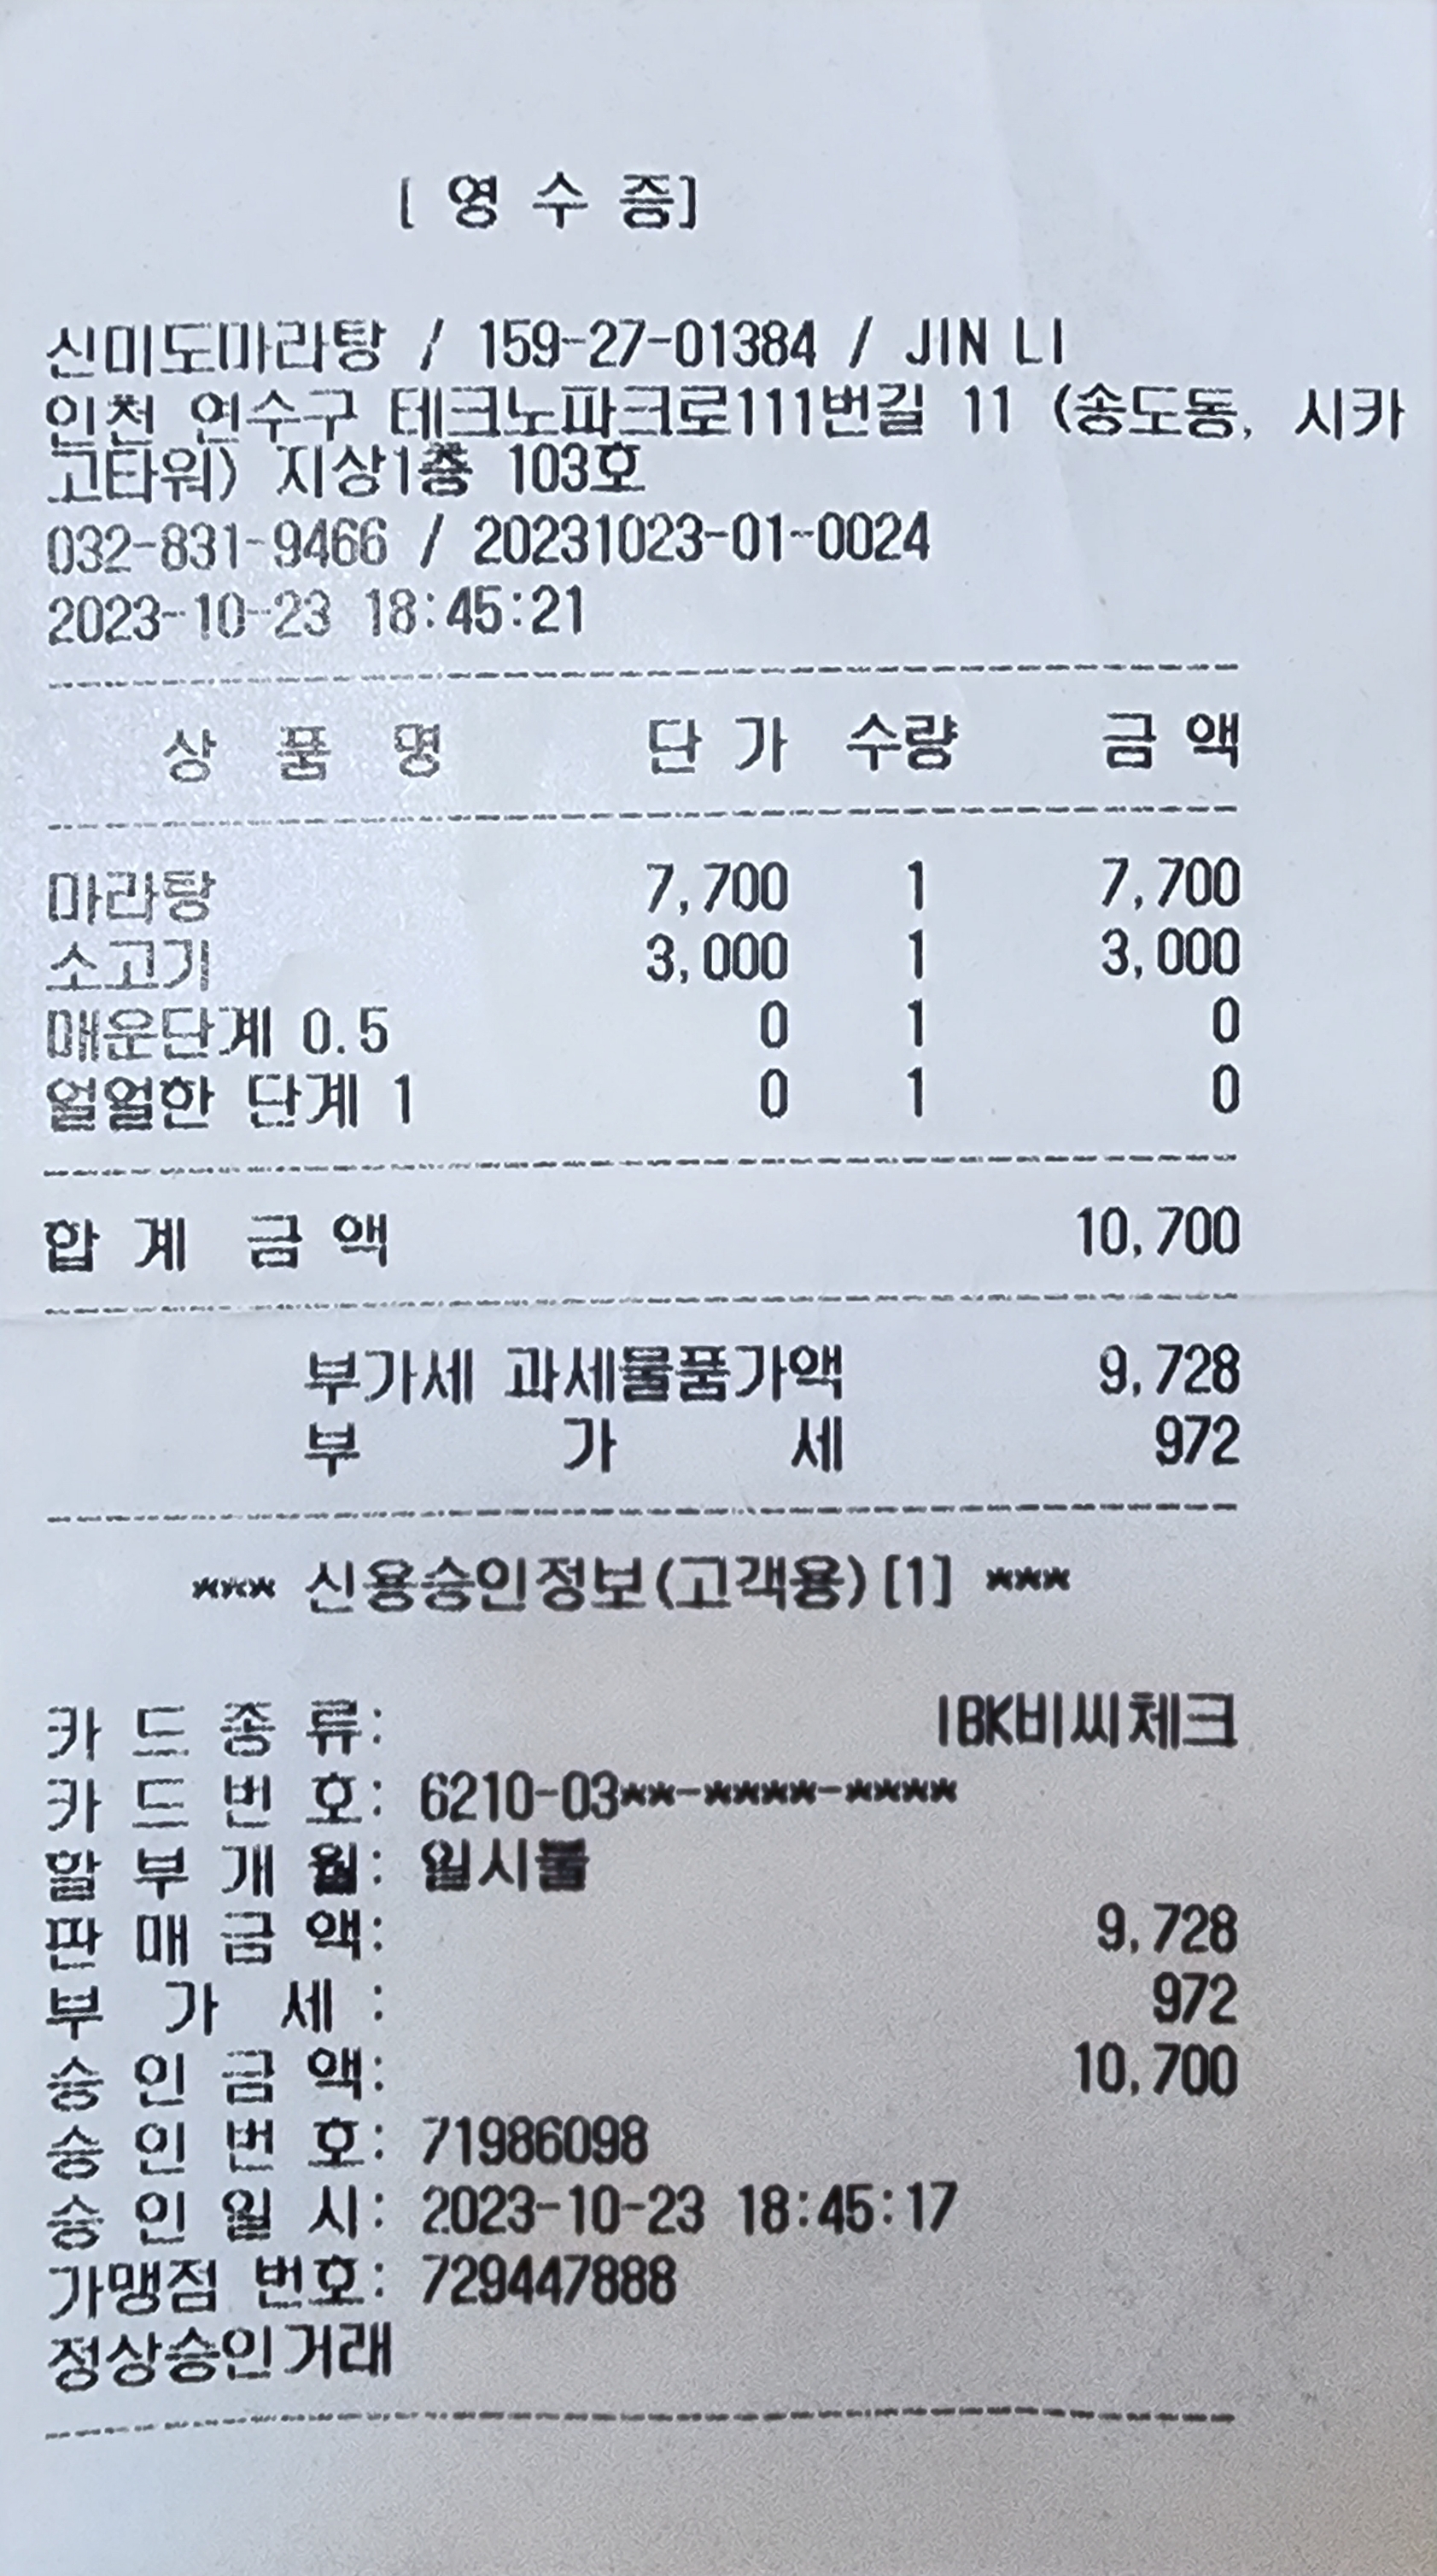 [ 영 수 증]
신미도마라탕 / 159-27-01384 / JIN LI
인천 연수구 테크노파크로111번길 11 (송도동, 시카
고타워) 지상1층 103호
032-831-9466 / 20231023-01-0024
2023-10-23 18:45:21
상 품 명 단 가 수량 금 액
마라탕 7,700 1 7,700
소고기 3,000 1 3,000
매운단계 0.5 0 1 0
얼얼한 단계 1 0 1 0
합 계 금 액 10,700
부가세 과세물품가액 9,728
부 가 세 972
*** 신용승인정보(고객용)[1] ***
카 드 종 류: IBK비씨체크
카 드 번 호: 6210-03**-****-****
할 부 개 월: 일시불
판 매 금 액: 9,728
부 가 세 : 972
승 인 금 액: 10,700
승 인 번 호: 71986098
승 인 일 시: 2023-10-23 18:45:17
가맹점 번호: 729447888
정상승인거래